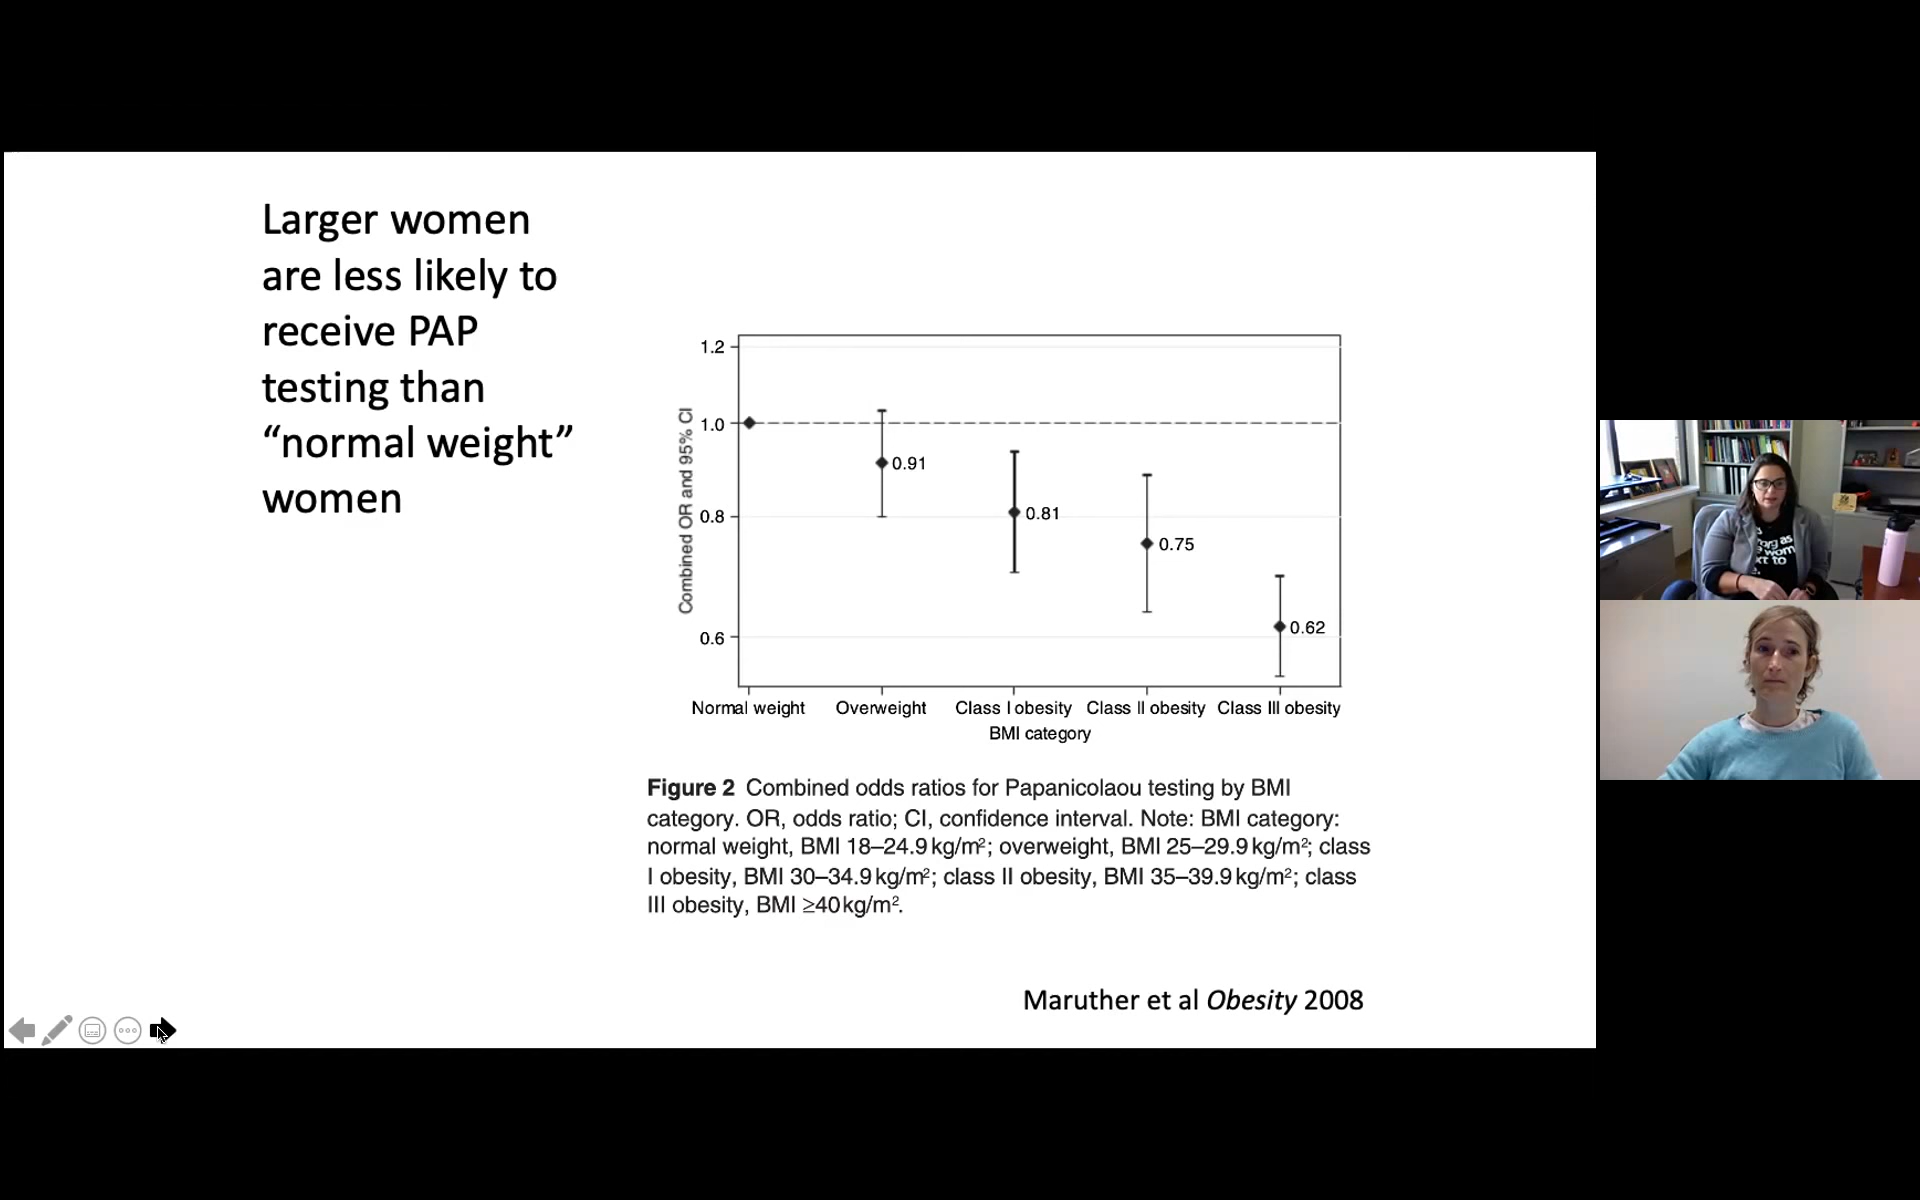 Larger women
are less likely to
receive PAP
testing than
“normal weight”
women
Combined OR and 95% CI
1.2
1.0
0.8
0.6
0.91
0.81
0.75
0.62
Normal weight
Overweight
Class I obesity
Class II obesity
Class III obesity
BMI category
Figure 2 Combined odds ratios for Papanicolaou testing by BMI
category. OR, odds ratio; CI, confidence interval. Note: BMI category:
normal weight, BMI 18–24.9 kg/m²; overweight, BMI 25–29.9 kg/m²; class
I obesity, BMI 30–34.9 kg/m²; class II obesity, BMI 35–39.9 kg/m²; class
III obesity, BMI ≥40 kg/m².
Maruther et al Obesity 2008